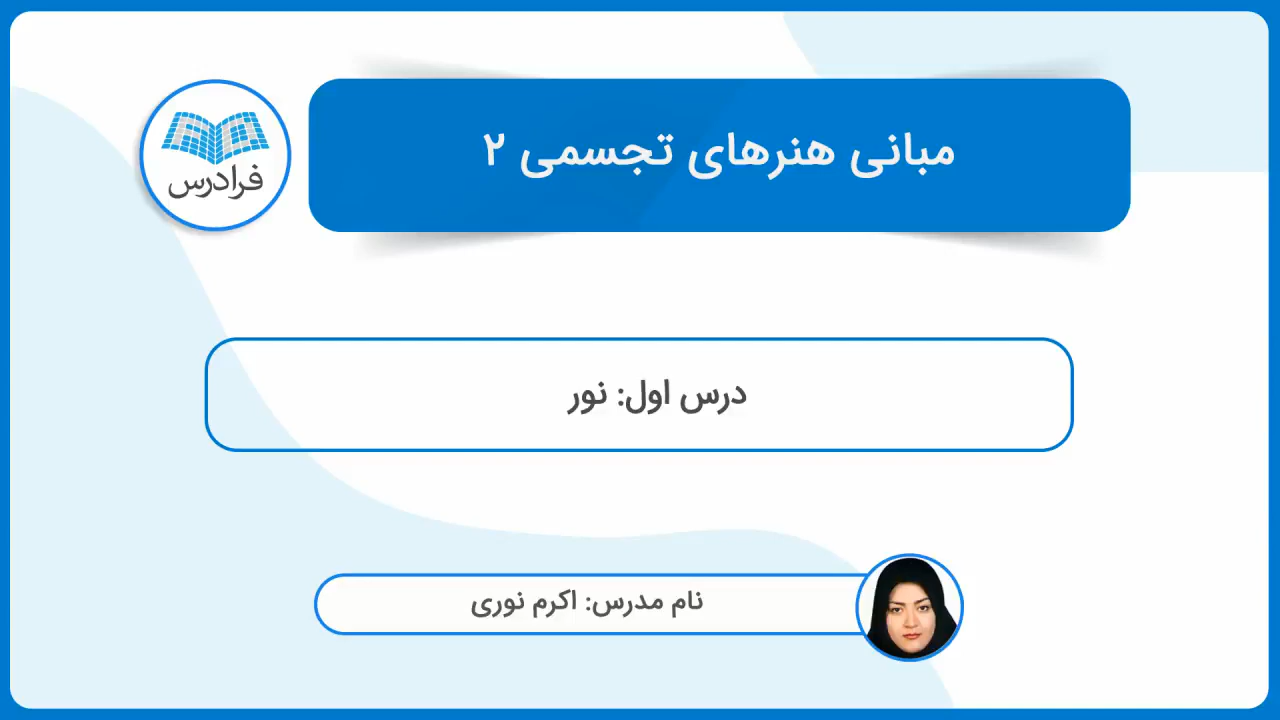 مبانی هنرهای تجسمی ۲
فرادرس
درس اول: نور
نام مدرس: اکرم نوری